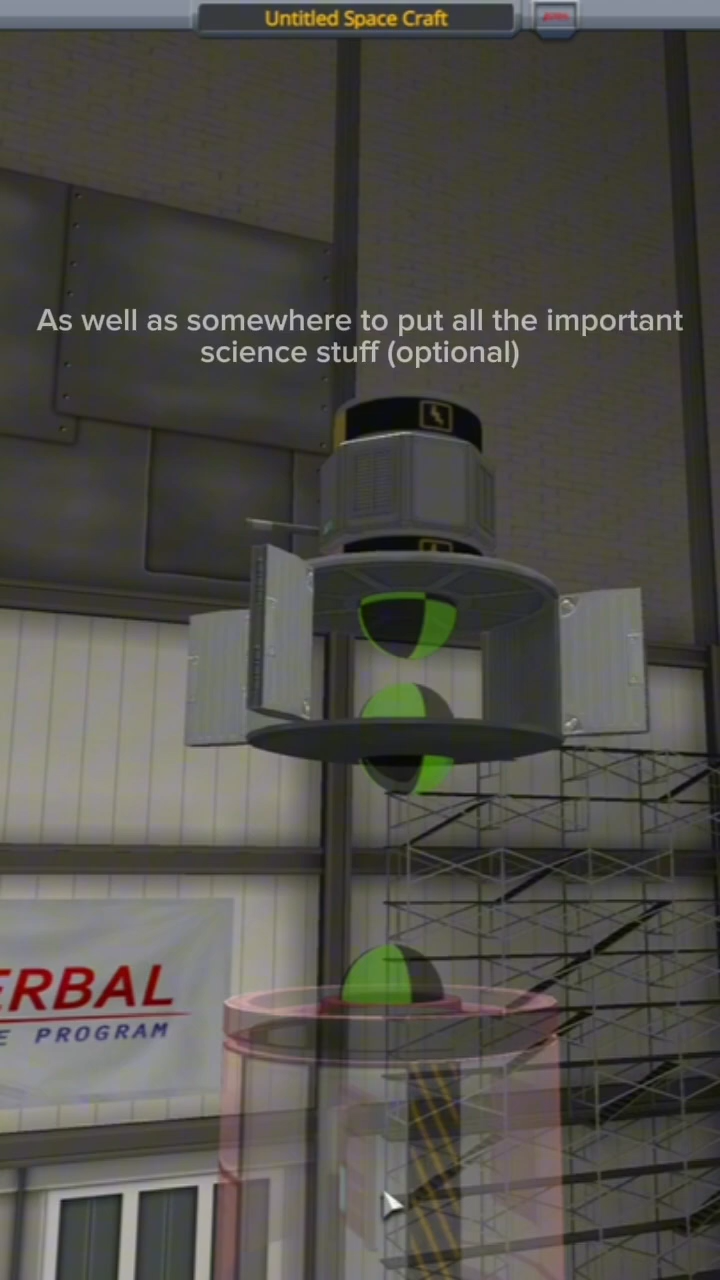 Untitled Space Craft
As well as somewhere to put all the important
science stuff (optional)
ERBAL
E PROGRAM